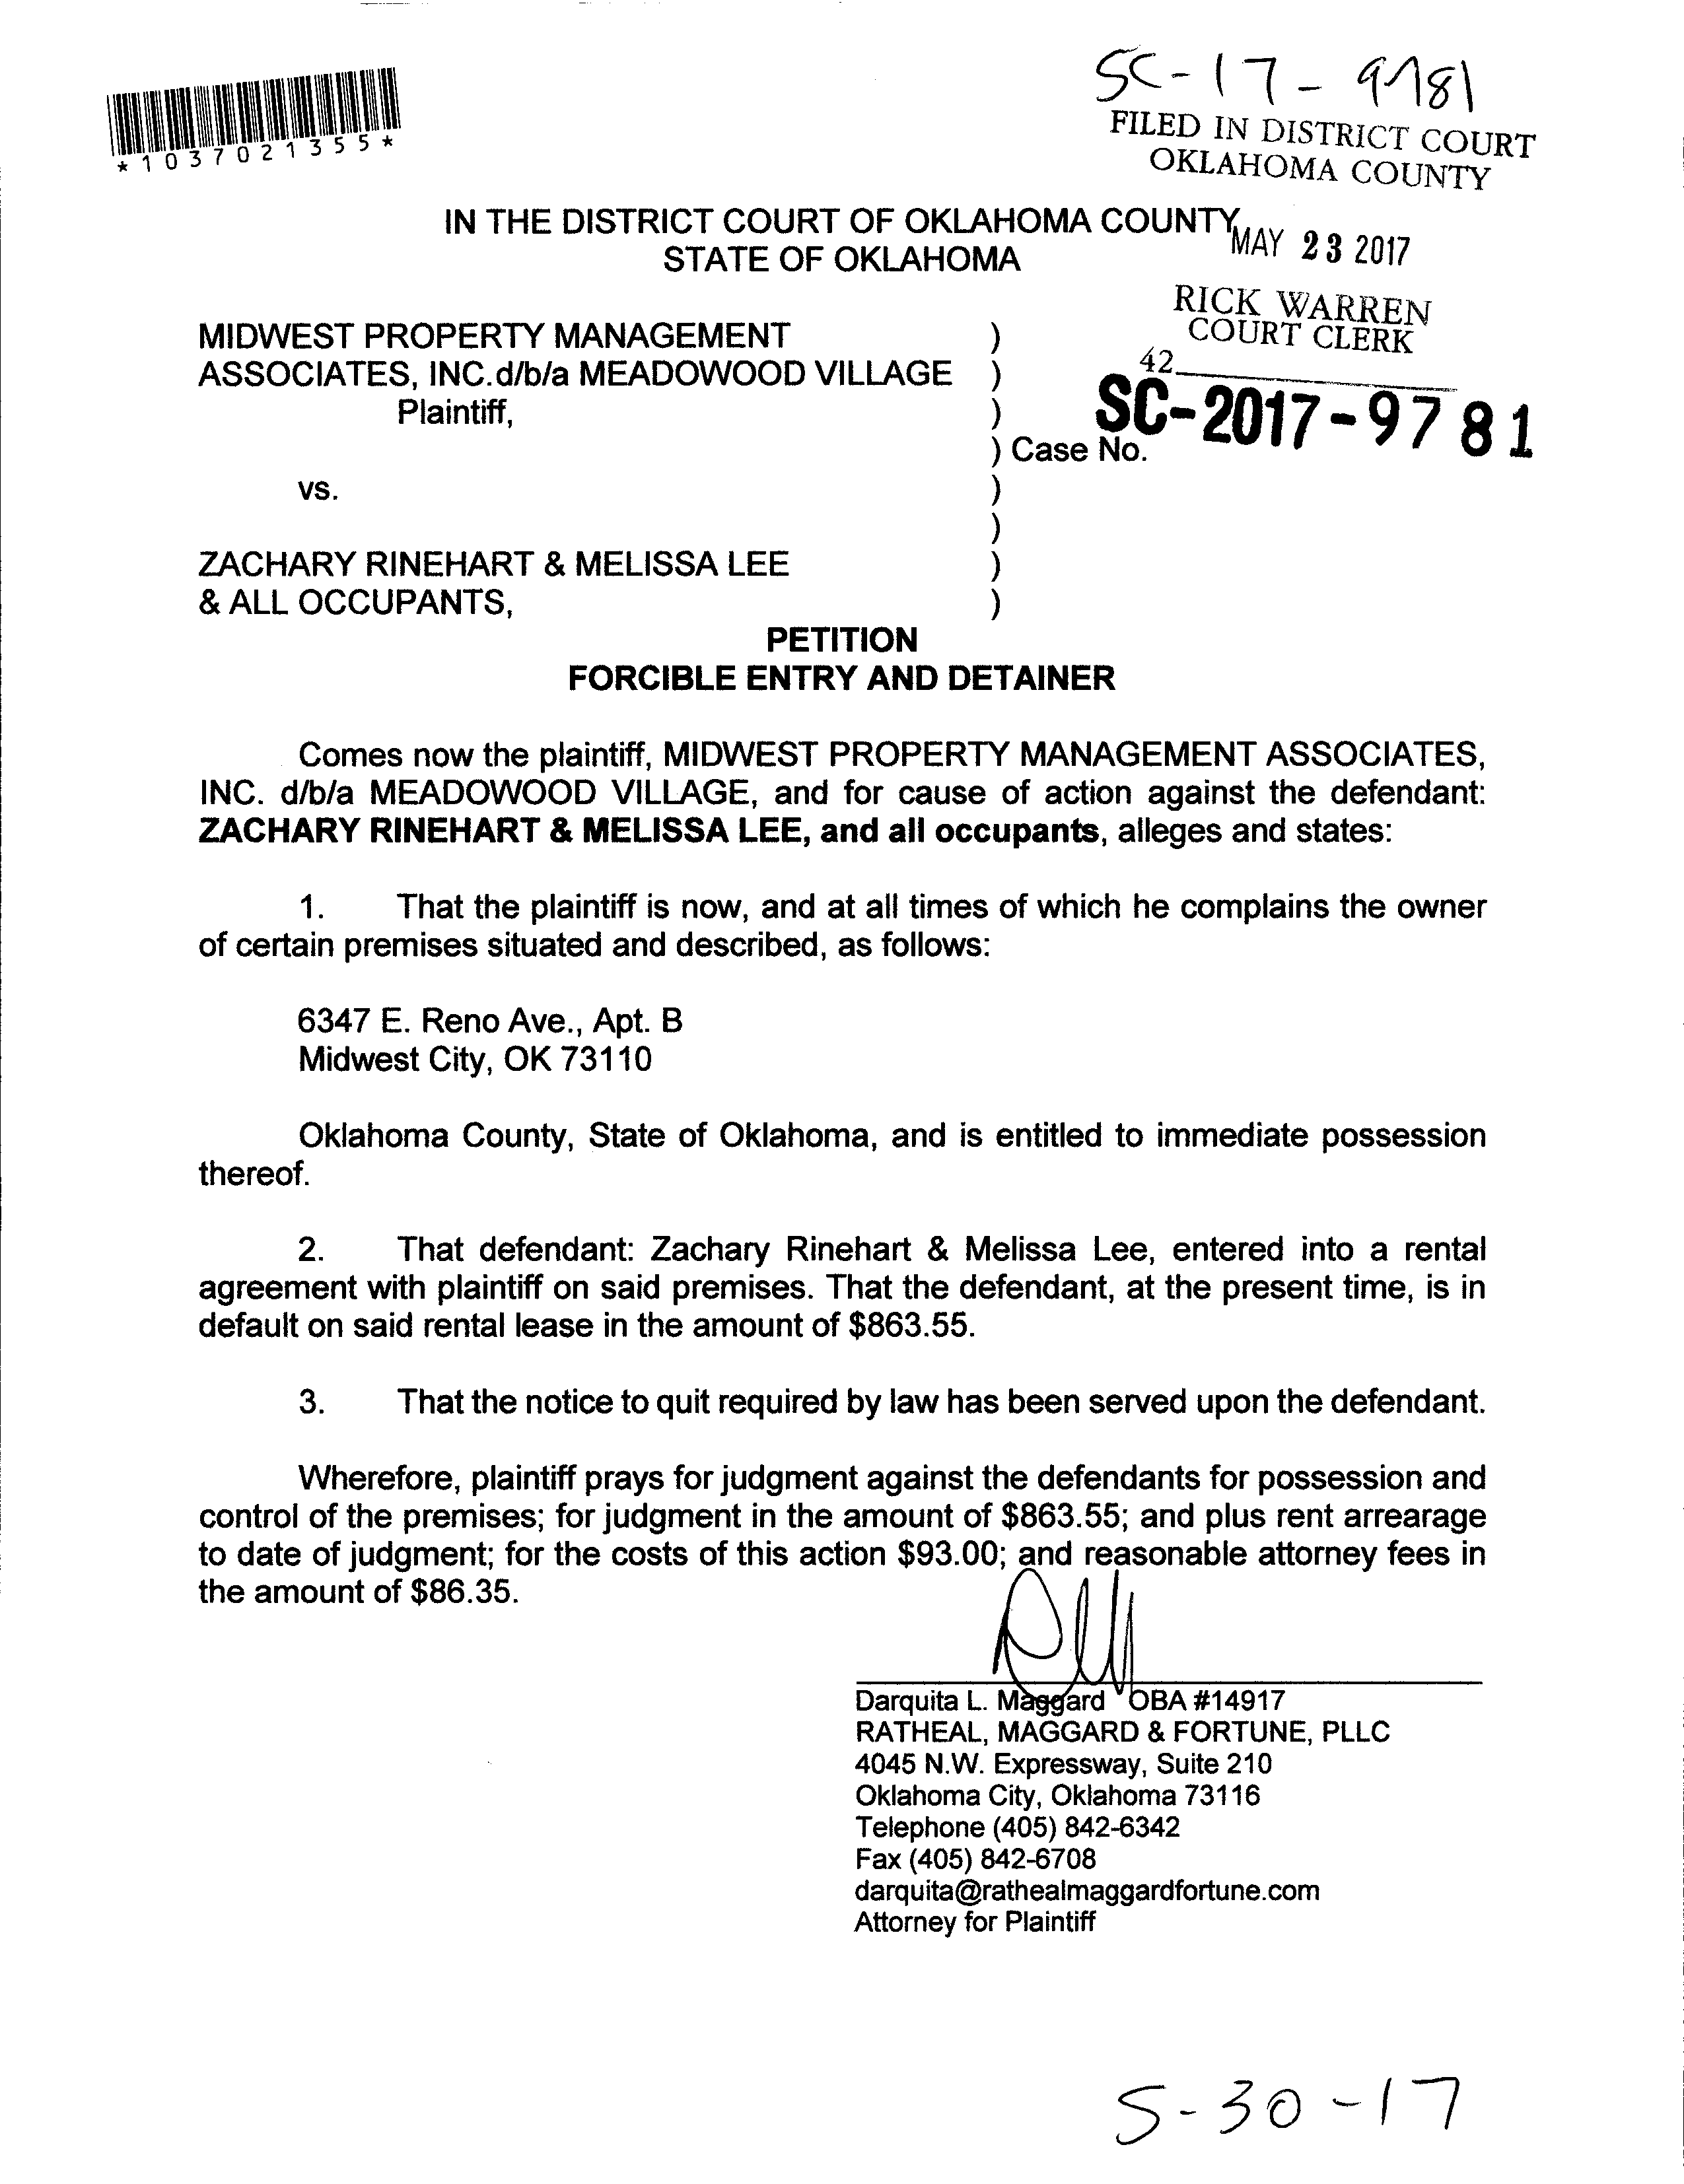 SC-17-9781
*1037021355*
FILED IN DISTRICT COURT
OKLAHOMA COUNTY
IN THE DISTRICT COURT OF OKLAHOMA COUNTY
MAY 23 2017
STATE OF OKLAHOMA
RICK WARREN
COURT CLERK
42
MIDWEST PROPERTY MANAGEMENT )
ASSOCIATES, INC.d/b/a MEADOWOOD VILLAGE )
Plaintiff, )
) Case No. SC-2017-9781
vs. )
)
ZACHARY RINEHART & MELISSA LEE )
& ALL OCCUPANTS, )
PETITION
FORCIBLE ENTRY AND DETAINER
Comes now the plaintiff, MIDWEST PROPERTY MANAGEMENT ASSOCIATES,
INC. d/b/a MEADOWOOD VILLAGE, and for cause of action against the defendant:
ZACHARY RINEHART & MELISSA LEE, and all occupants, alleges and states:
1. That the plaintiff is now, and at all times of which he complains the owner
of certain premises situated and described, as follows:
6347 E. Reno Ave., Apt. B
Midwest City, OK 73110
Oklahoma County, State of Oklahoma, and is entitled to immediate possession
thereof.
2. That defendant: Zachary Rinehart & Melissa Lee, entered into a rental
agreement with plaintiff on said premises. That the defendant, at the present time, is in
default on said rental lease in the amount of $863.55.
3. That the notice to quit required by law has been served upon the defendant.
Wherefore, plaintiff prays for judgment against the defendants for possession and
control of the premises; for judgment in the amount of $863.55; and plus rent arrearage
to date of judgment; for the costs of this action $93.00; and reasonable attorney fees in
the amount of $86.35.
Darquita L. Maggard OBA #14917
RATHEAL, MAGGARD & FORTUNE, PLLC
4045 N.W. Expressway, Suite 210
Oklahoma City, Oklahoma 73116
Telephone (405) 842-6342
Fax (405) 842-6708
darquita@rathealmaggardfortune.com
Attorney for Plaintiff
5-30-17